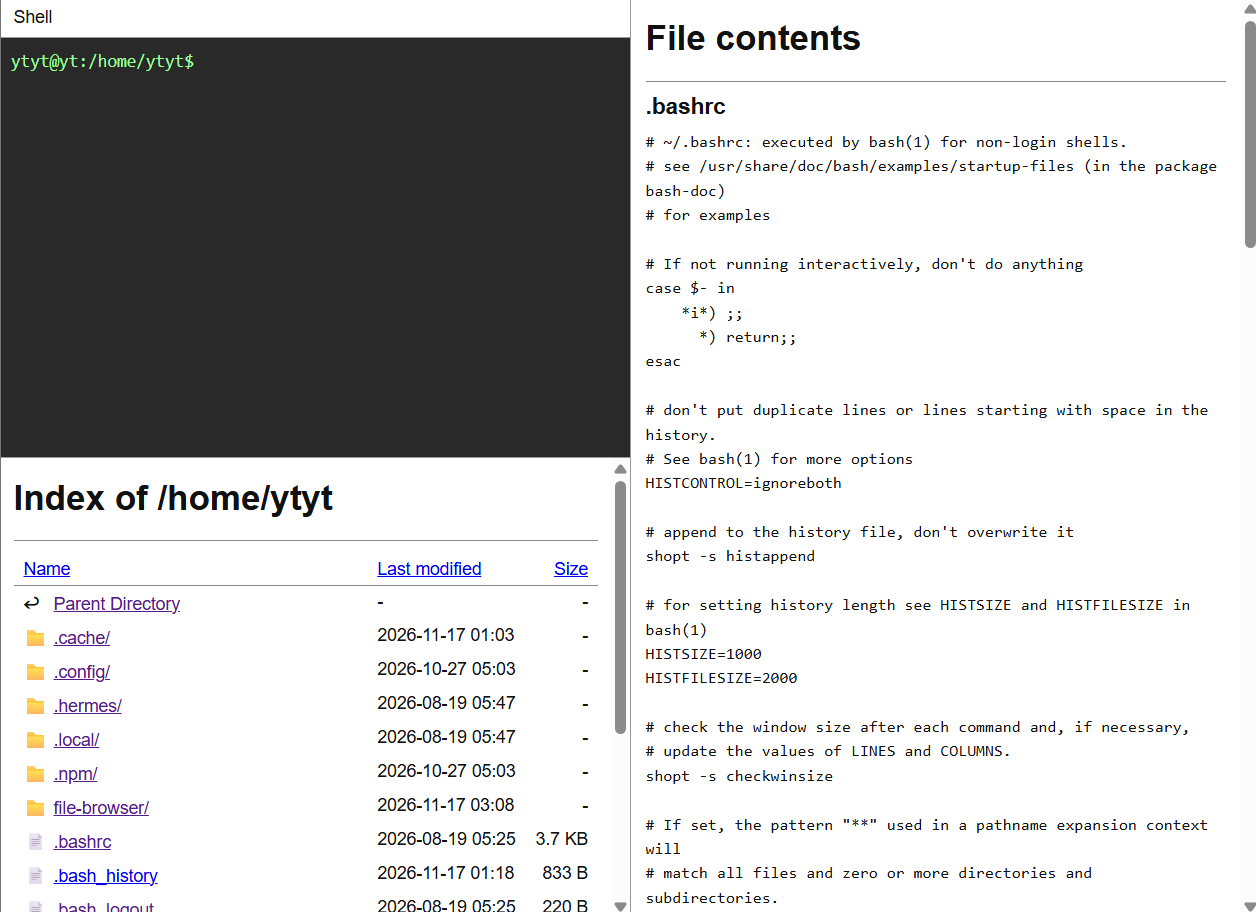 Shell
ytyt@yt:/home/ytyt$
Index of /home/ytyt
Name Last modified Size
Parent Directory - -
.cache/ 2026-11-17 01:03 -
.config/ 2026-10-27 05:03 -
.hermes/ 2026-08-19 05:47 -
.local/ 2026-08-19 05:47 -
.npm/ 2026-10-27 05:03 -
file-browser/ 2026-11-17 03:08 -
.bashrc 2026-08-19 05:25 3.7 KB
.bash_history 2026-11-17 01:18 833 B
.bash_logout 2026-08-19 05:25 220 B
File contents
.bashrc
# ~/.bashrc: executed by bash(1) for non-login shells.
# see /usr/share/doc/bash/examples/startup-files (in the package
bash-doc)
# for examples
# If not running interactively, don't do anything
case $- in
*i*) ;;
*) return;;
esac
# don't put duplicate lines or lines starting with space in the
history.
# See bash(1) for more options
HISTCONTROL=ignoreboth
# append to the history file, don't overwrite it
shopt -s histappend
# for setting history length see HISTSIZE and HISTFILESIZE in
bash(1)
HISTSIZE=1000
HISTFILESIZE=2000
# check the window size after each command and, if necessary,
# update the values of LINES and COLUMNS.
shopt -s checkwinsize
# If set, the pattern "**" used in a pathname expansion context
will
# match all files and zero or more directories and
subdirectories.